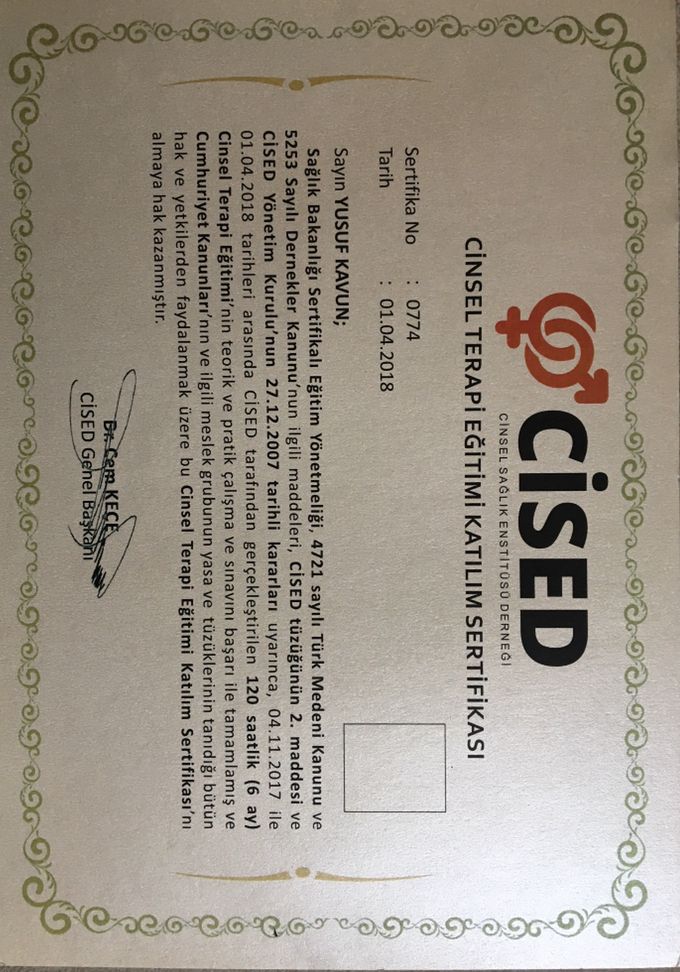 CİSED
CİNSEL SAĞLIK ENSTİTÜSÜ DERNEĞİ
CİNSEL TERAPİ EĞİTİMİ KATILIM SERTİFİKASI
Sertifika No : 0774
Tarih : 01.04.2018
Sayın YUSUF KAVUN;
Sağlık Bakanlığı Sertifikalı Eğitim Yönetmeliği, 4721 sayılı Türk Medeni Kanunu ve
5253 Sayılı Dernekler Kanunu'nun ilgili maddeleri, CİSED tüzüğünün 2. maddesi ve
CİSED Yönetim Kurulu'nun 27.12.2007 tarihli kararları uyarınca, 04.11.2017 ile
01.04.2018 tarihleri arasında CİSED tarafından gerçekleştirilen 120 saatlik (6 ay)
Cinsel Terapi Eğitimi'nin teorik ve pratik çalışma ve sınavını başarı ile tamamlamış ve
Cumhuriyet Kanunları'nın ve ilgili meslek grubunun yasa ve tüzüklerinin tanıdığı bütün
hak ve yetkilerden faydalanmak üzere bu Cinsel Terapi Eğitimi Katılım Sertifikası'nı
almaya hak kazanmıştır.
Dr. Cem KEÇE
CİSED Genel Başkanı